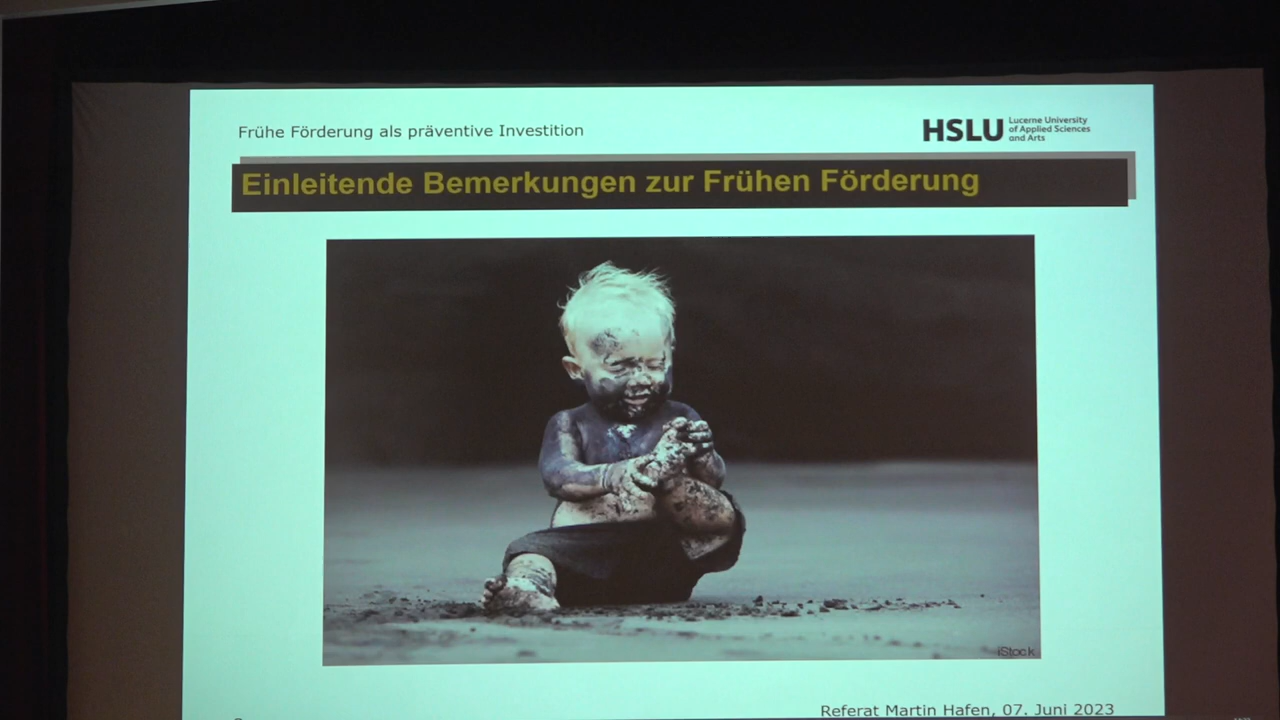 Frühe Förderung als präventive Investition
HSLU Lucerne University
of Applied Sciences
and Arts
Einleitende Bemerkungen zur Frühen Förderung
iStock
Referat Martin Hafen, 07. Juni 2023